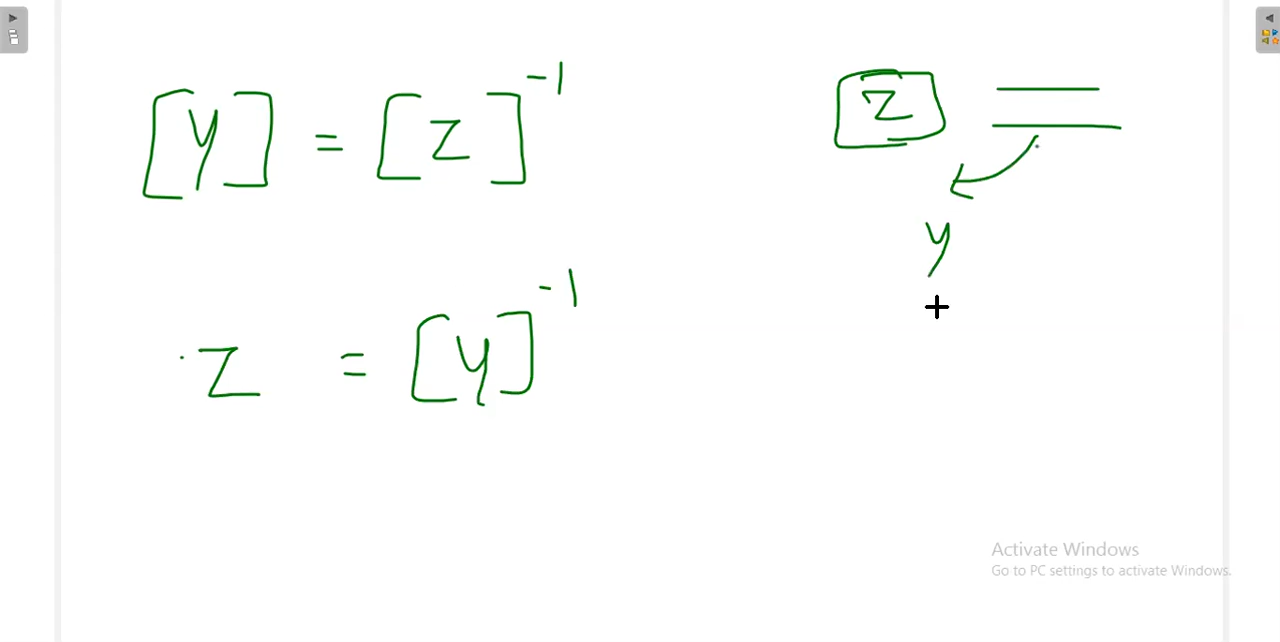 [y] = [z]^-1
z
y
z = [y]^-1
Activate Windows
Go to PC settings to activate Windows.